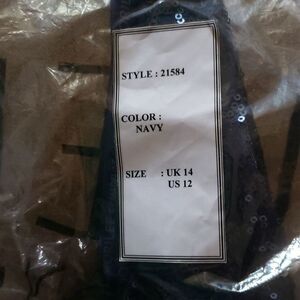 STYLE : 21584
COLOR :
NAVY
SIZE : UK 14
US 12